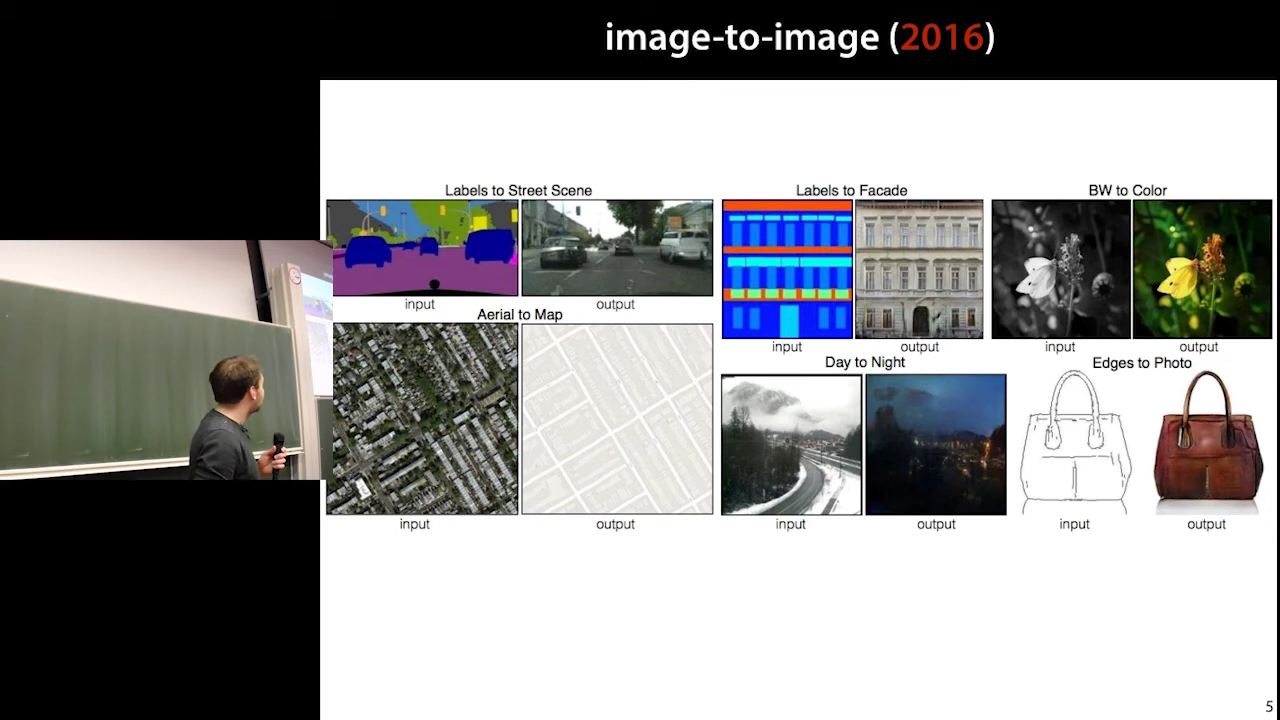 image-to-image (2016)
Labels to Street Scene
input
output
Aerial to Map
input
output
Labels to Facade
input
output
BW to Color
input
output
Day to Night
input
output
Edges to Photo
input
output
5